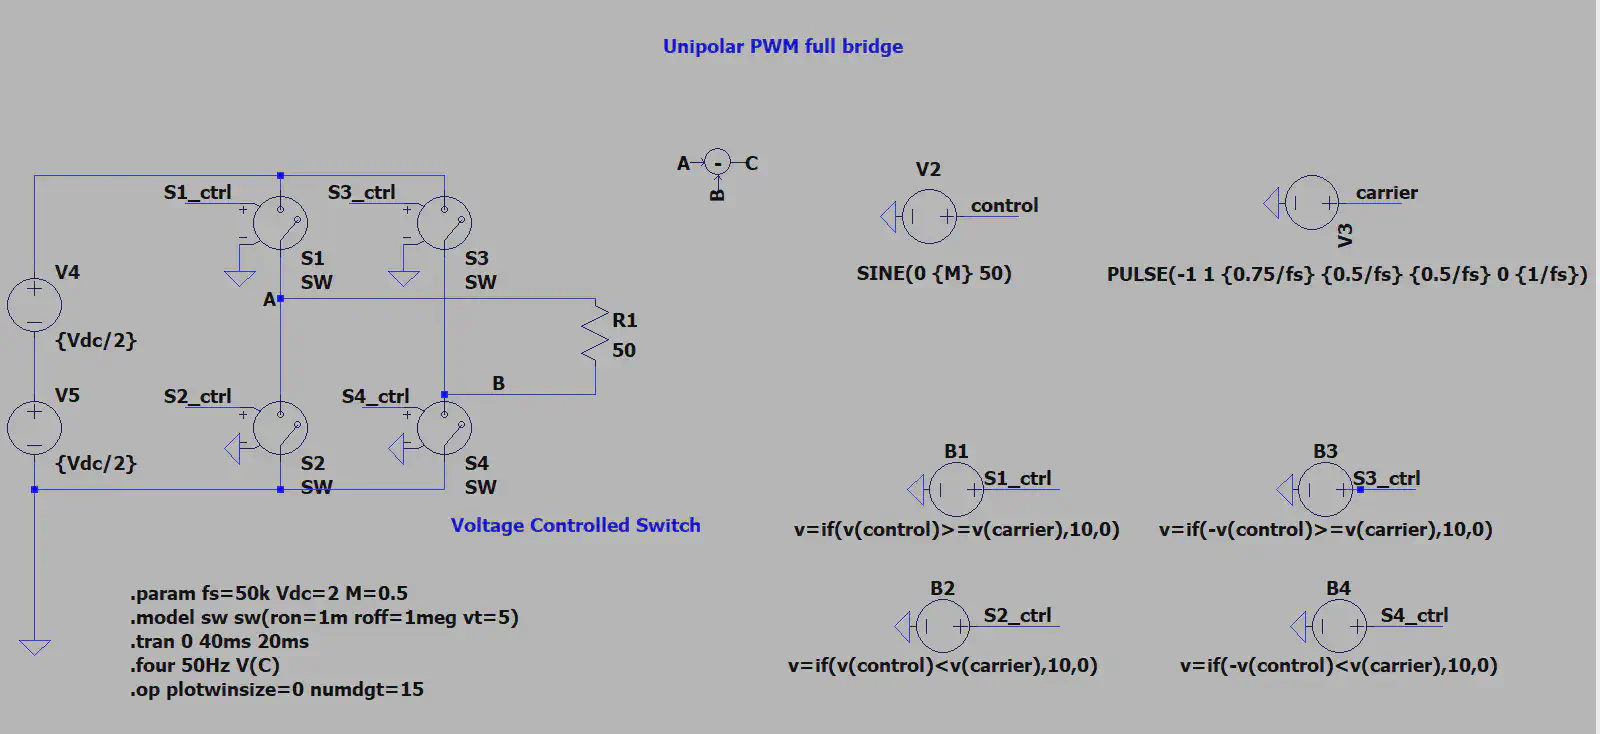 Unipolar PWM full bridge
A - C
B
V2
control
SINE(0 {M} 50)
carrier
V3
PULSE(-1 1 {0.75/fs} {0.5/fs} {0.5/fs} 0 {1/fs})
S1_ctrl
S3_ctrl
S1
SW
S3
SW
V4
{Vdc/2}
A
R1
50
B
V5
{Vdc/2}
S2_ctrl
S4_ctrl
S2
SW
S4
SW
Voltage Controlled Switch
B1
S1_ctrl
v=if(v(control)>=v(carrier),10,0)
B3
S3_ctrl
v=if(-v(control)>=v(carrier),10,0)
B2
S2_ctrl
v=if(v(control)<v(carrier),10,0)
B4
S4_ctrl
v=if(-v(control)<v(carrier),10,0)
.param fs=50k Vdc=2 M=0.5
.model sw sw(ron=1m roff=1meg vt=5)
.tran 0 40ms 20ms
.four 50Hz V(C)
.op plotwinsize=0 numdgt=15